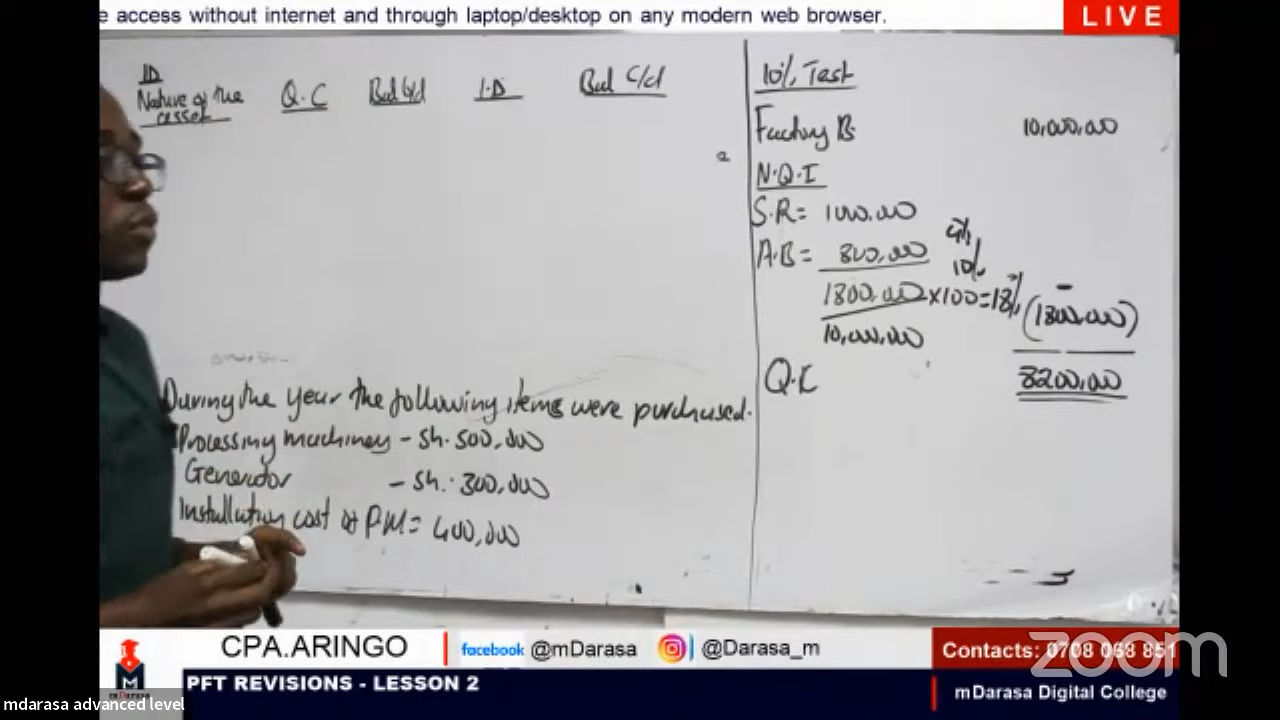 e access without internet and through laptop/desktop on any modern web browser.
LIVE
ID
Nature of the asset Q.C Bal b/d I.D Bal c/d
10% Test
Factory B. 10,000,000
N.Q.I
S.R = 1000,000
A.B = 800,000
10%
1800,000 x100=18% (1800,000)
10,000,000
Q.C 8200,000
During the year the following items were purchased.
Processing machinery - Sh. 500,000
Generator - Sh. 300,000
Installation cost of PM = 400,000
CPA.ARINGO
facebook @mDarasa
@Darasa_m
Contacts: 0708 068 851
zoom
mDarasa
PFT REVISIONS - LESSON 2
mDarasa Digital College
mdarasa advanced level